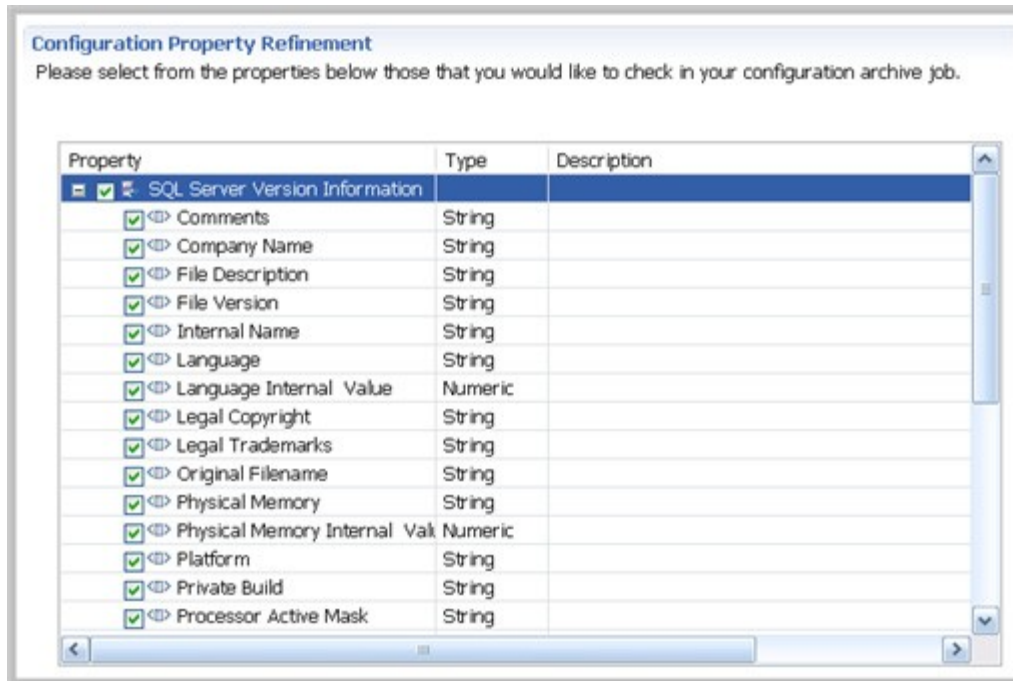 Configuration Property Refinement
Please select from the properties below those that you would like to check in your configuration archive job.
Property Type Description
SQL Server Version Information
Comments String
Company Name String
File Description String
File Version String
Internal Name String
Language String
Language Internal Value Numeric
Legal Copyright String
Legal Trademarks String
Original Filename String
Physical Memory String
Physical Memory Internal Numeric
Platform String
Private Build String
Processor Active Mask String